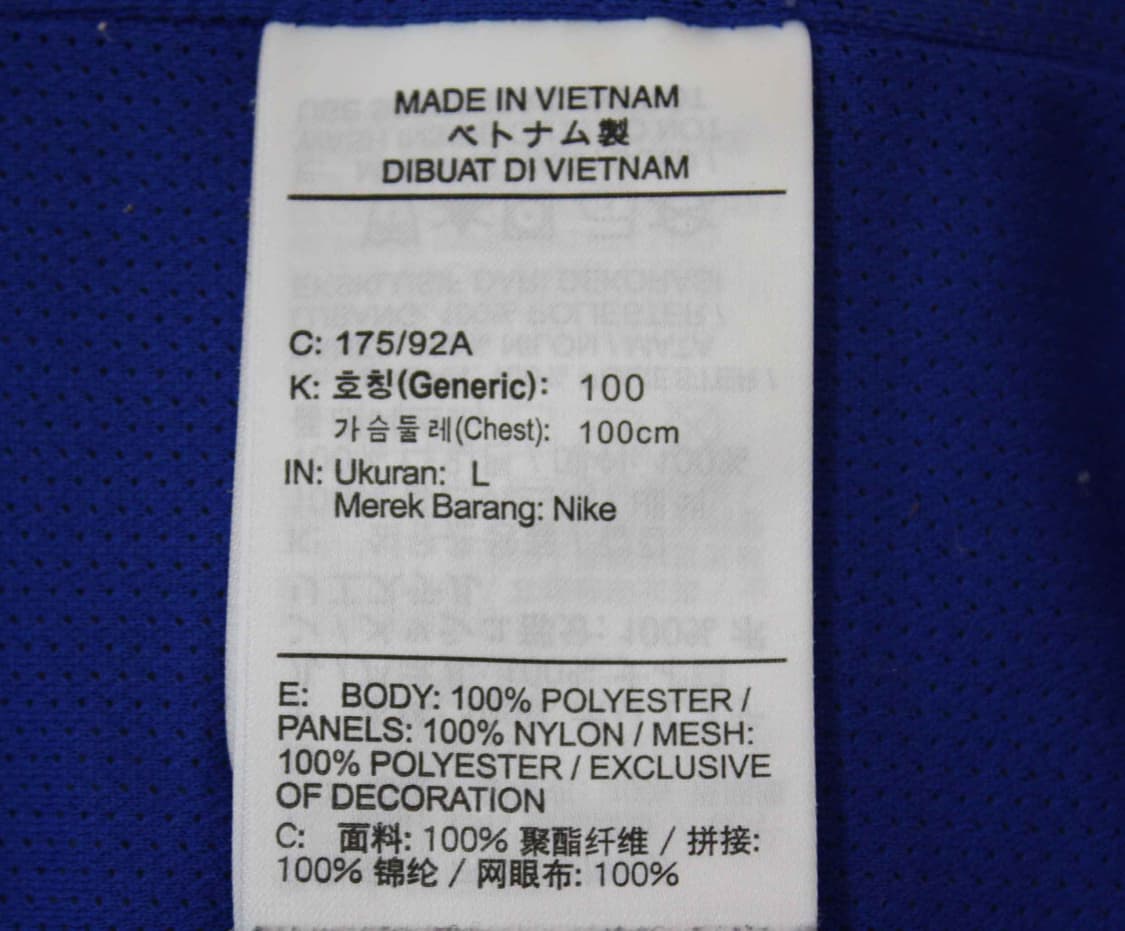 MADE IN VIETNAM
ベトナム製
DIBUAT DI VIETNAM
C: 175/92A
K: 호칭(Generic): 100
가슴둘레(Chest): 100cm
IN: Ukuran: L
Merek Barang: Nike
E: BODY: 100% POLYESTER /
PANELS: 100% NYLON / MESH:
100% POLYESTER / EXCLUSIVE
OF DECORATION
C: 面料: 100% 聚酯纤维 / 拼接:
100% 锦纶 / 网眼布: 100%